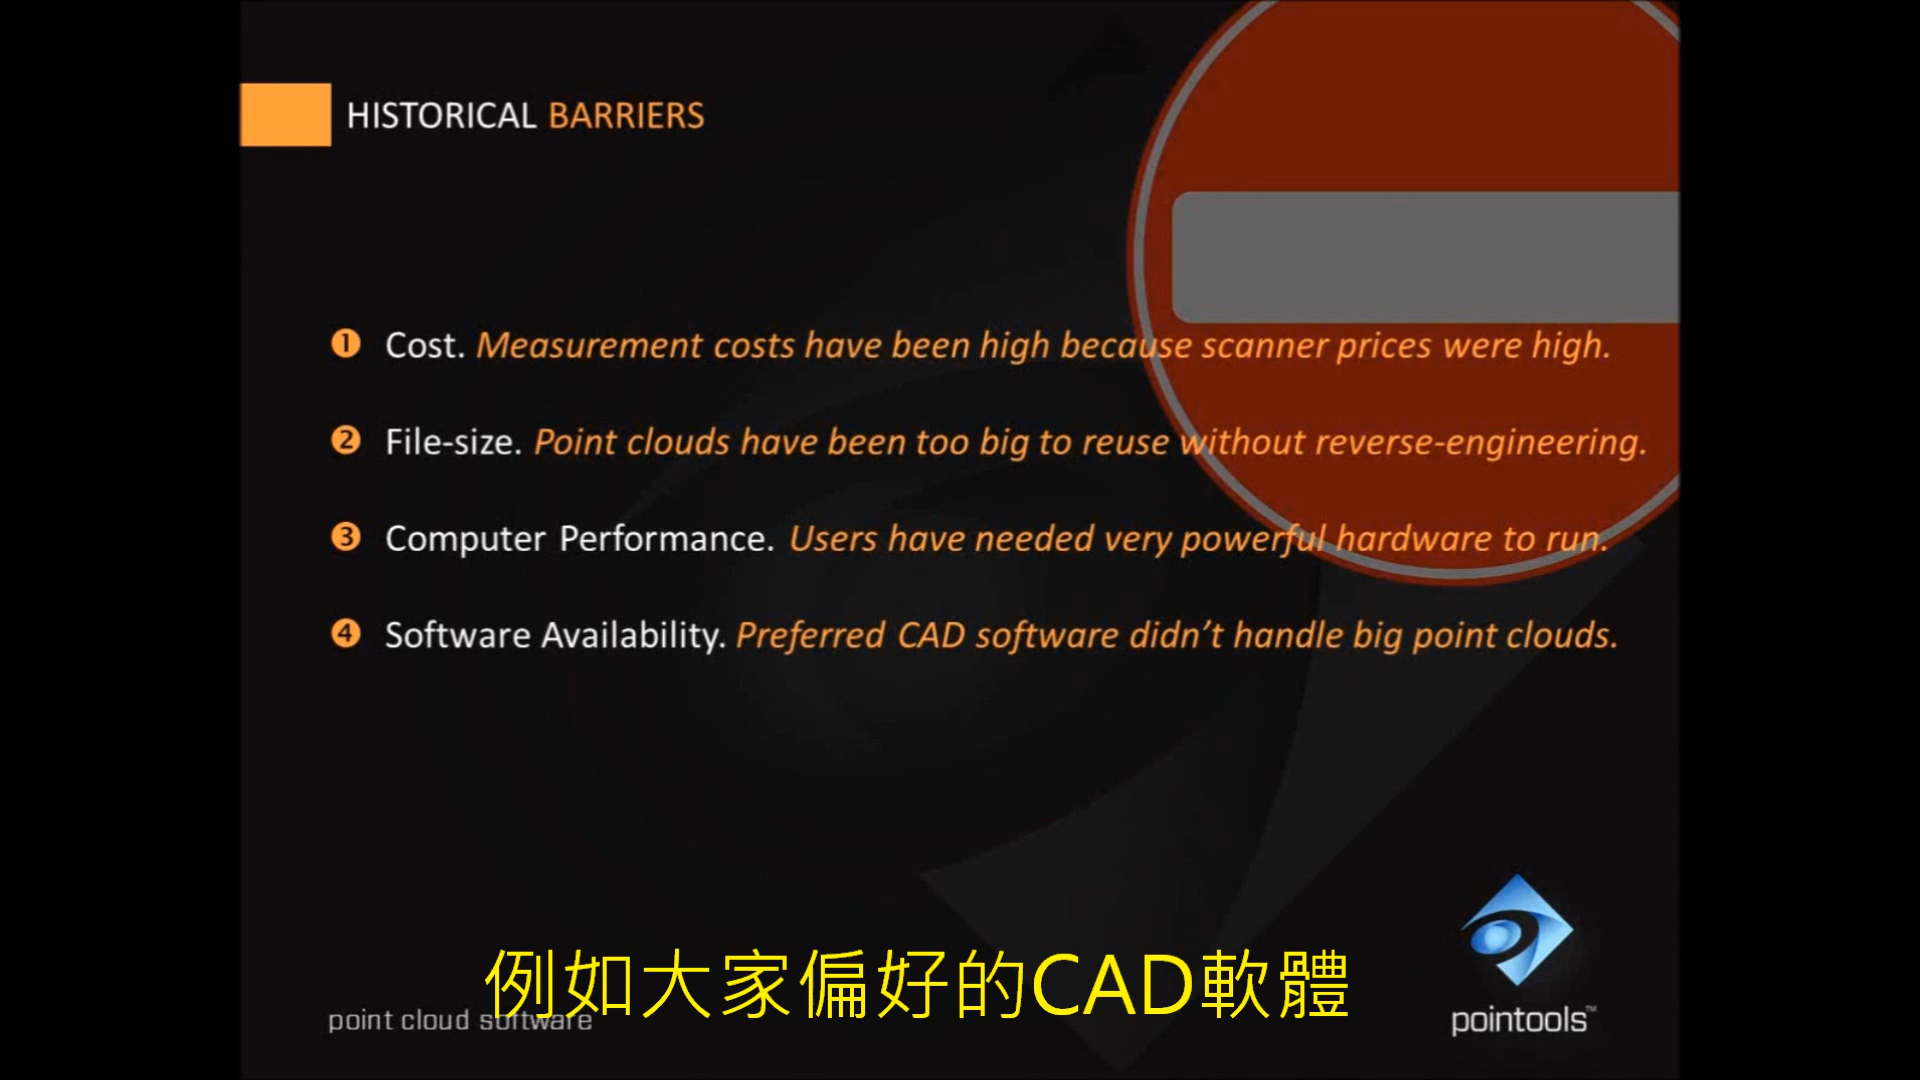 HISTORICAL BARRIERS
❶ Cost. Measurement costs have been high because scanner prices were high.
❷ File-size. Point clouds have been too big to reuse without reverse-engineering.
❸ Computer Performance. Users have needed very powerful hardware to run.
❹ Software Availability. Preferred CAD software didn’t handle big point clouds.
例如大家偏好的CAD軟體
point cloud software
pointools™